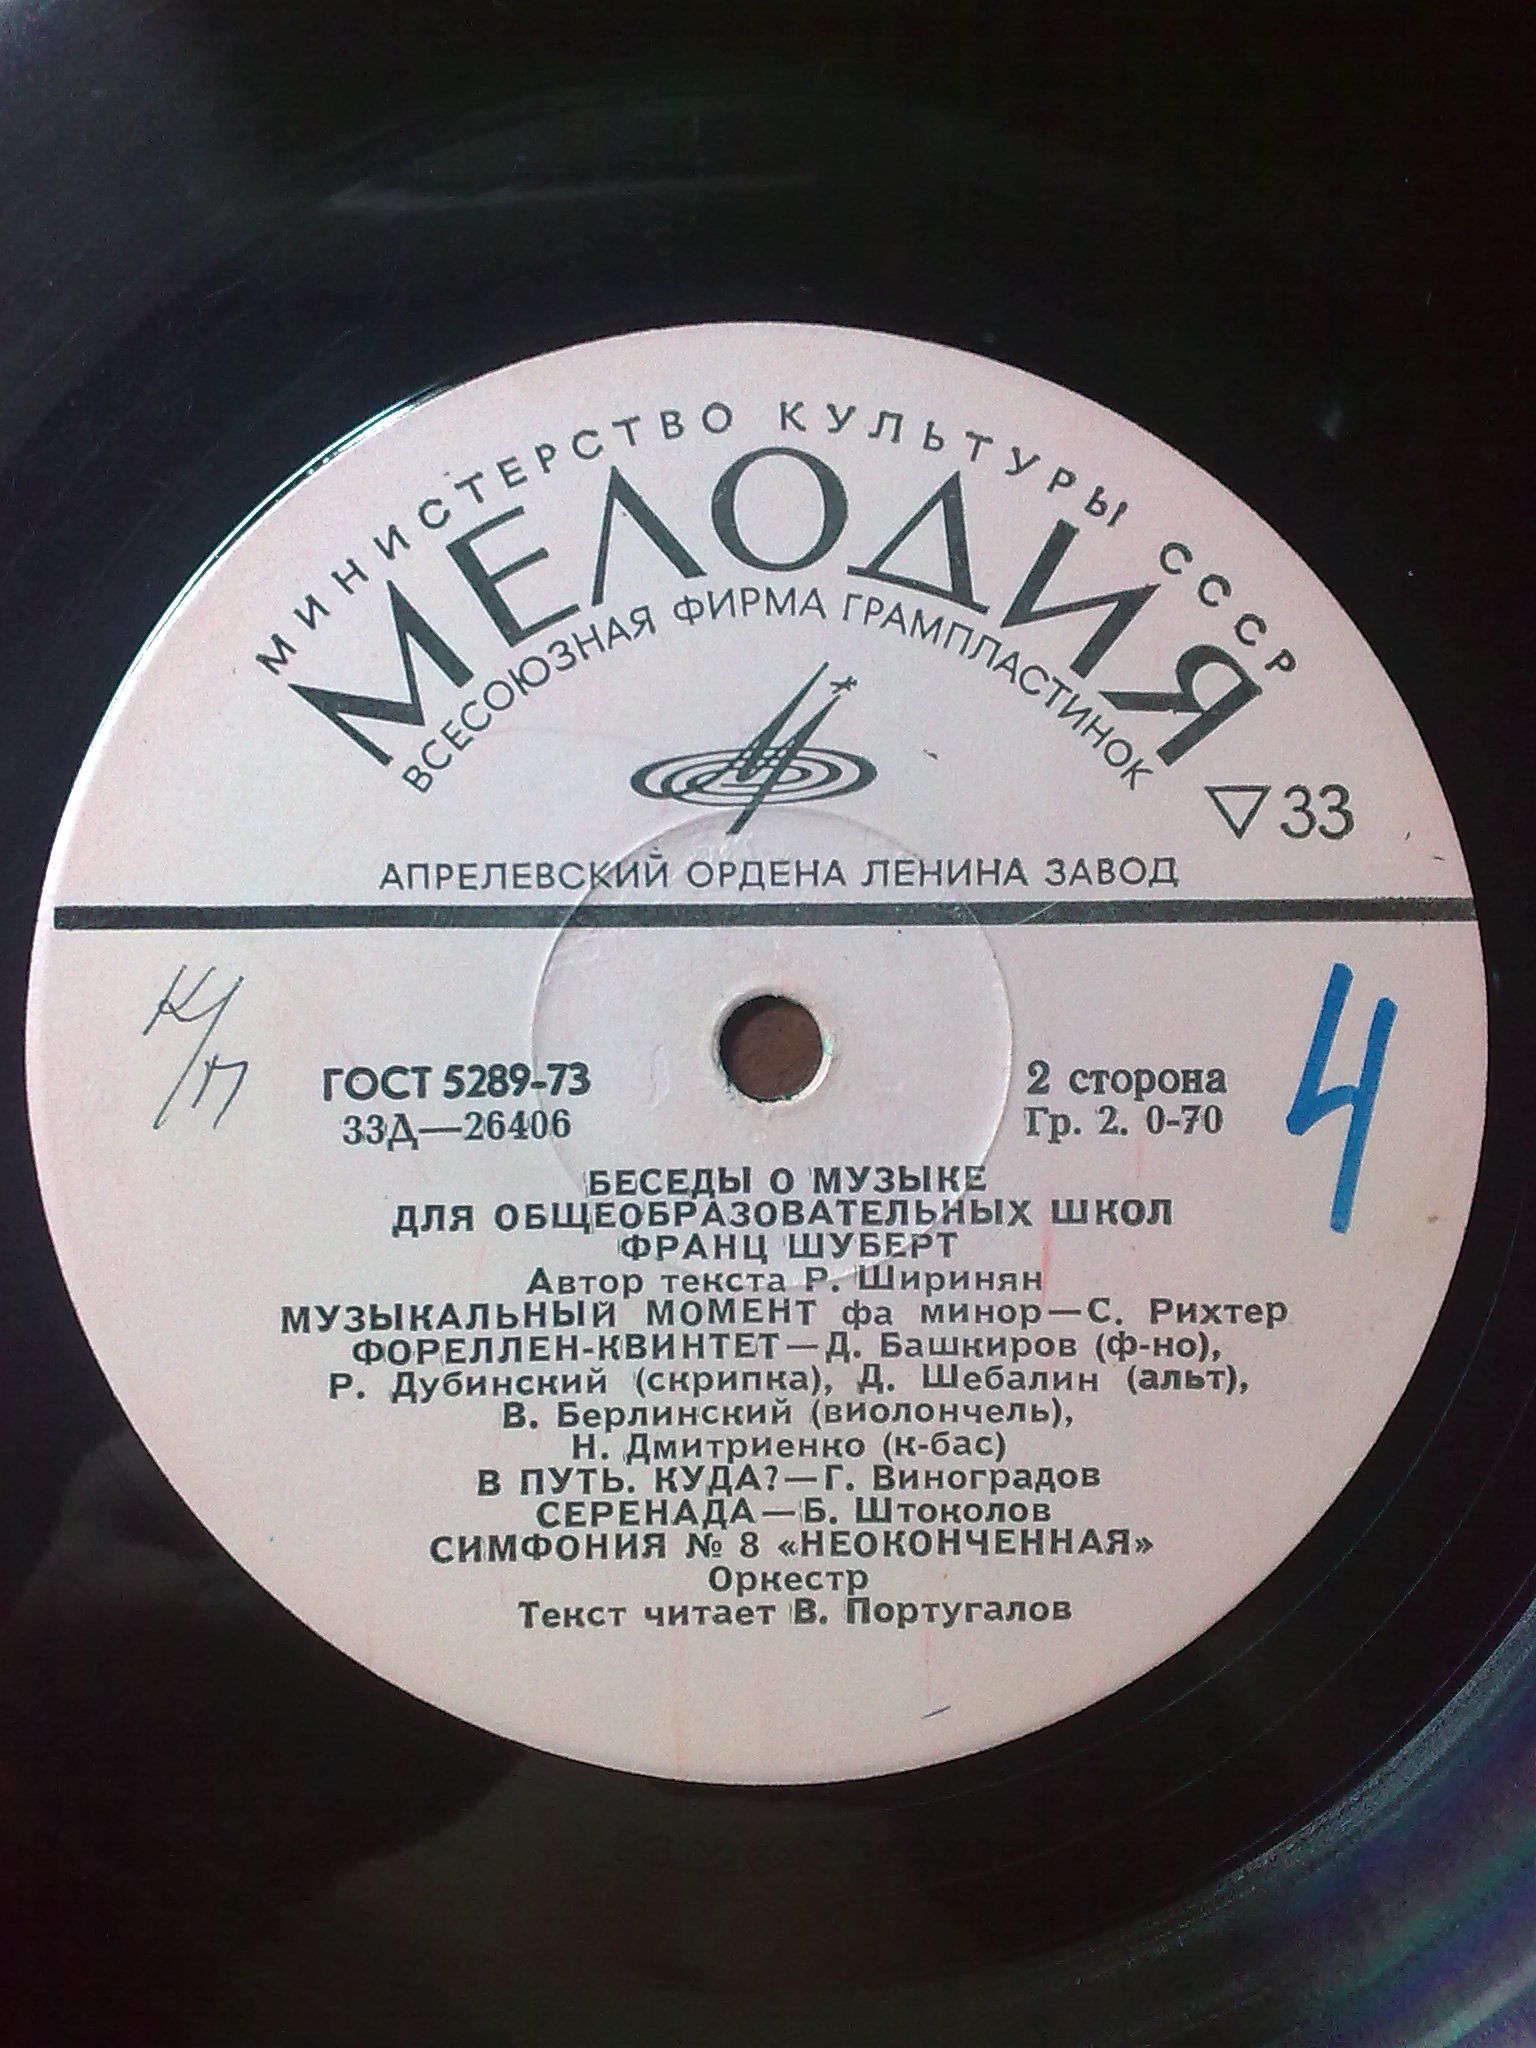 МИНИСТЕРСТВО КУЛЬТУРЫ СССР
МЕЛОДИЯ
ВСЕСОЮЗНАЯ ФИРМА ГРАМПЛАСТИНОК
▽33
АПРЕЛЕВСКИЙ ОРДЕНА ЛЕНИНА ЗАВОД
4
ГОСТ 5289-73
2 сторона
33Д—26406
Гр. 2. 0-70
БЕСЕДЫ О МУЗЫКЕ
ДЛЯ ОБЩЕОБРАЗОВАТЕЛЬНЫХ ШКОЛ
ФРАНЦ ШУБЕРТ
Автор текста Р. Ширинян
МУЗЫКАЛЬНЫЙ МОМЕНТ фа минор—С. Рихтер
ФОРЕЛЛЕН-КВИНТЕТ—Д. Башкиров (ф-но),
Р. Дубинский (скрипка), Д. Шебалин (альт),
В. Берлинский (виолончель),
Н. Дмитриенко (к-бас)
В ПУТЬ. КУДА?—Г. Виноградов
СЕРЕНАДА—Б. Штоколов
СИМФОНИЯ № 8 «НЕОКОНЧЕННАЯ»
Оркестр
Текст читает В. Португалов